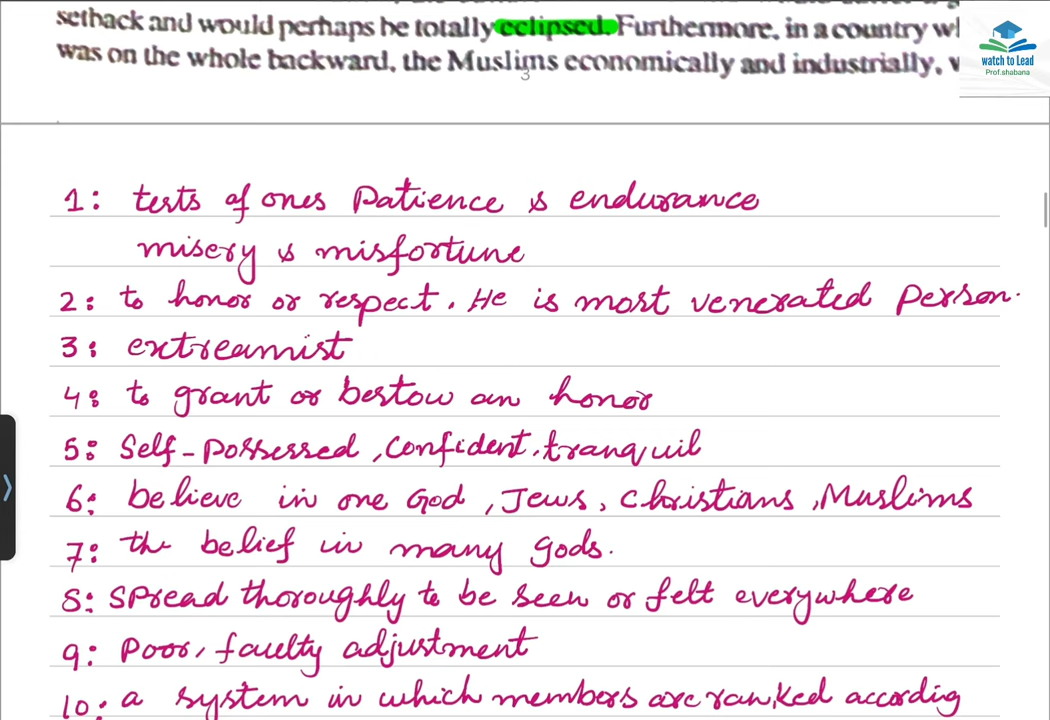 setback and would perhaps be totally eclipsed. Furthermore, in a country
was on the whole backward, the Muslims economically and industrially,
watch to Lead
Prof.shabana
3
1: tests of ones Patience & endurance
misery & misfortune
2: to honor or respect. He is most venerated Person.
3: extreamist
4: to grant or bestow an honor
5: Self-Possessed, confident, tranquil
6: believe in one God, Jews, Christians, Muslims
7: the belief in many gods.
8: spread thoroughly to be seen or felt everywhere
9: Poor, faulty adjustment
10: a system in which members are ranked accordig